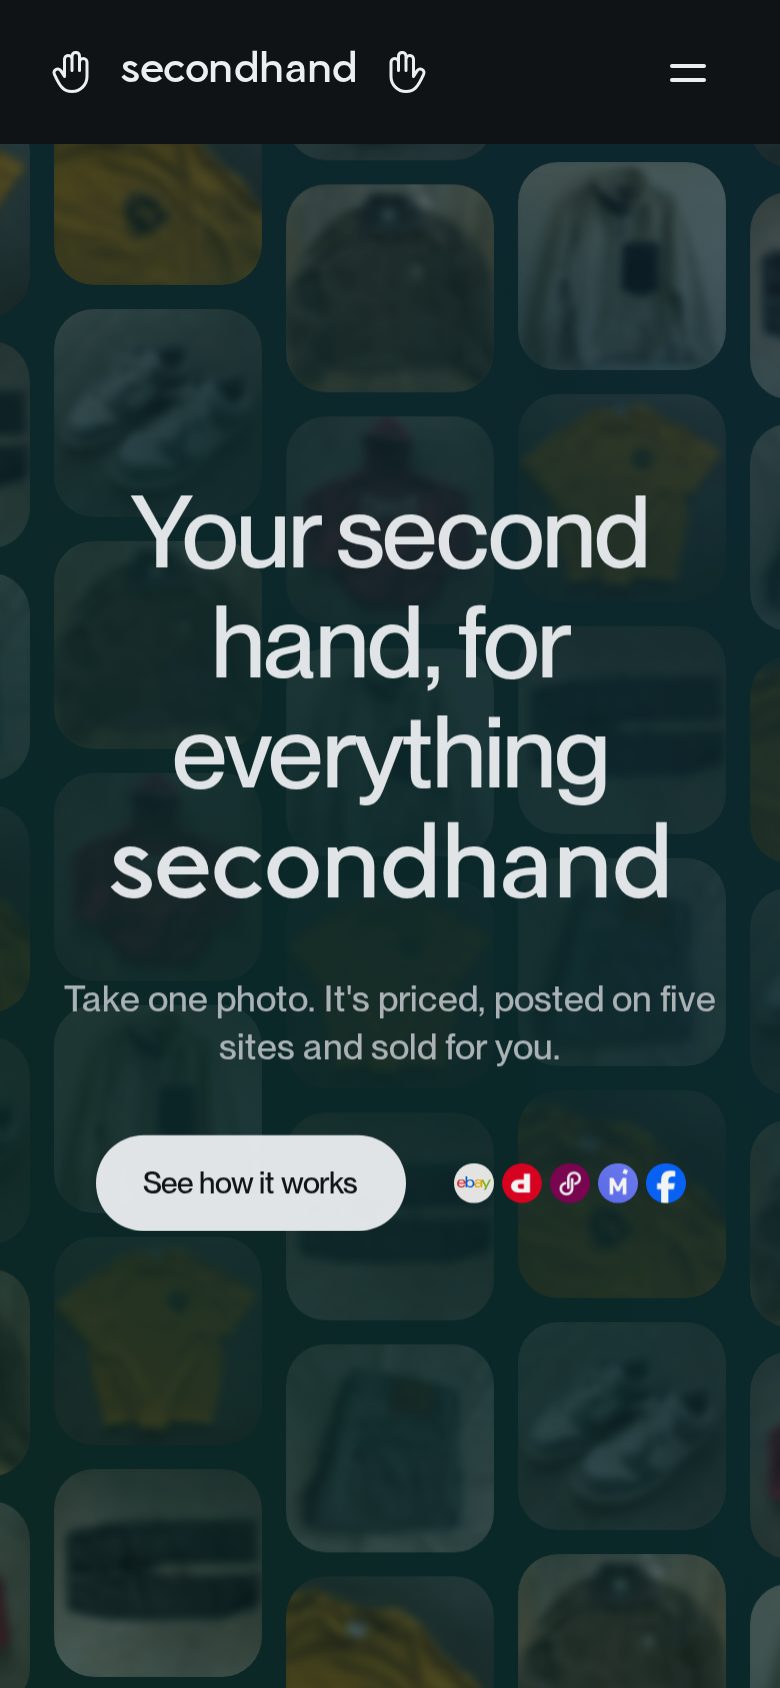 secondhand
Your second
hand, for
everything
secondhand
Take one photo. It's priced, posted on five
sites and sold for you.
See how it works
ebay